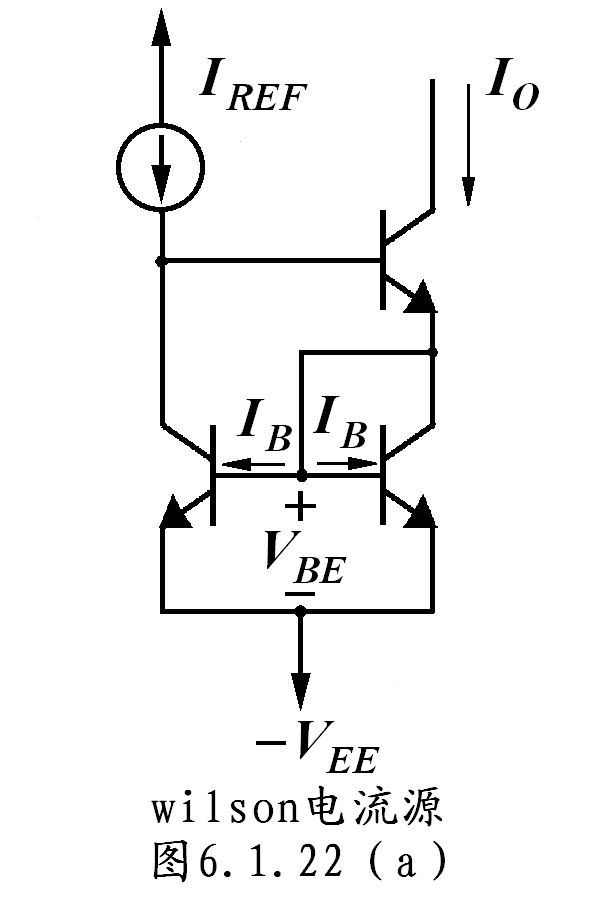 I_REF
I_O
I_B I_B
+
V_BE
−
−V_EE
wilson电流源
图6.1.22(a)